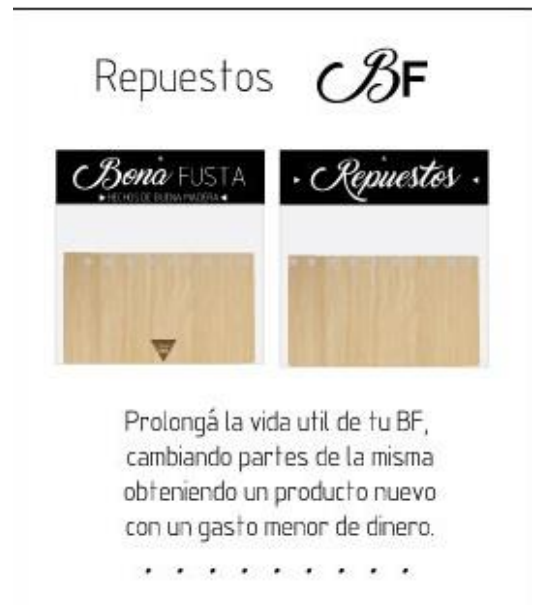 Repuestos BF
Bona FUSTA
HECHOS DE BUENA MADERA
Repuestos
Prolongá la vida util de tu BF,
cambiando partes de la misma
obteniendo un producto nuevo
con un gasto menor de dinero.